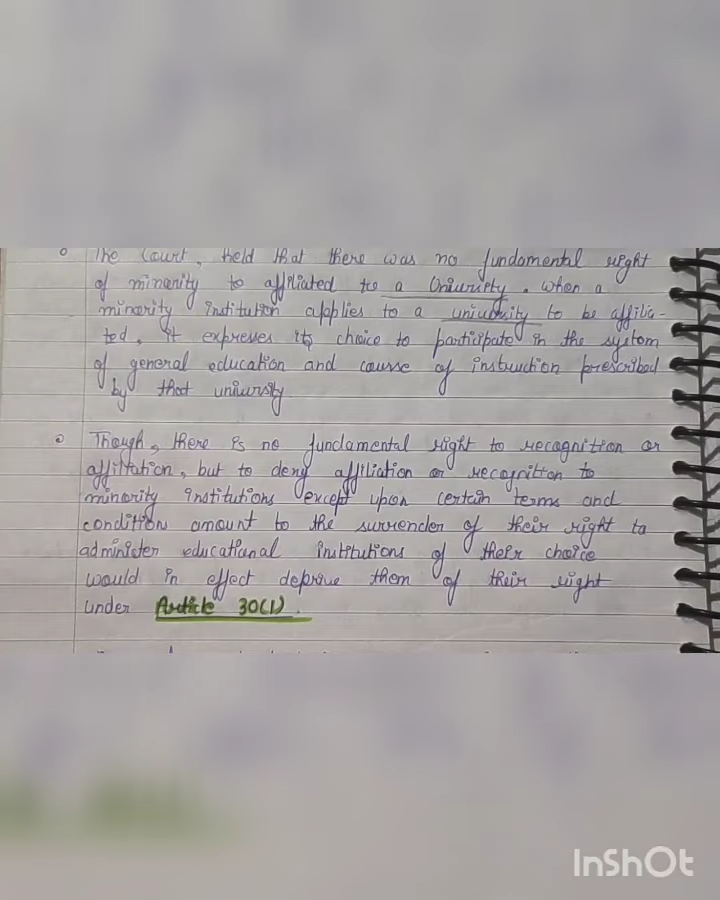 The Court, held that there was no fundamental right
of minority to affiliated to a University. when a
minority institution applies to a university to be affilia-
ted, it expresses its choice to participate in the system
of general education and course of instruction prescribed
by that university
Though, there is no fundamental right to recognition or
affilitation, but to deny affiliation or recognition to
minority institutions except upon certain terms and
condition amount to the surrender of their right to
administer educational institutions of their choice
would in effect deprive them of their right
under Article 30(1).
InShOt